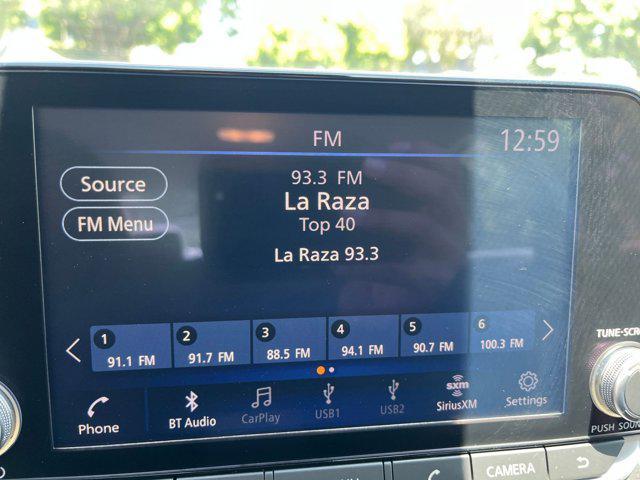 FM
12:59
Source
93.3 FM
La Raza
FM Menu
Top 40
La Raza 93.3
1 2 3 4 5 6
91.1 FM 91.7 FM 88.5 FM 94.1 FM 90.7 FM 100.3 FM
Phone BT Audio CarPlay USB1 USB2 sxm SiriusXM Settings
TUNE-SCR
PUSH SOUN
CAMERA